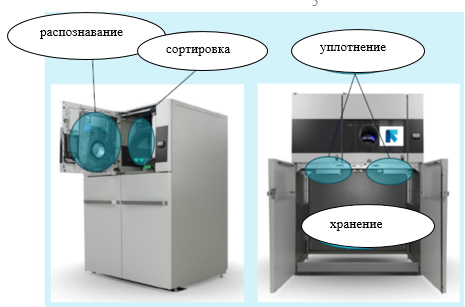 распознавание
сортировка
уплотнение
хранение